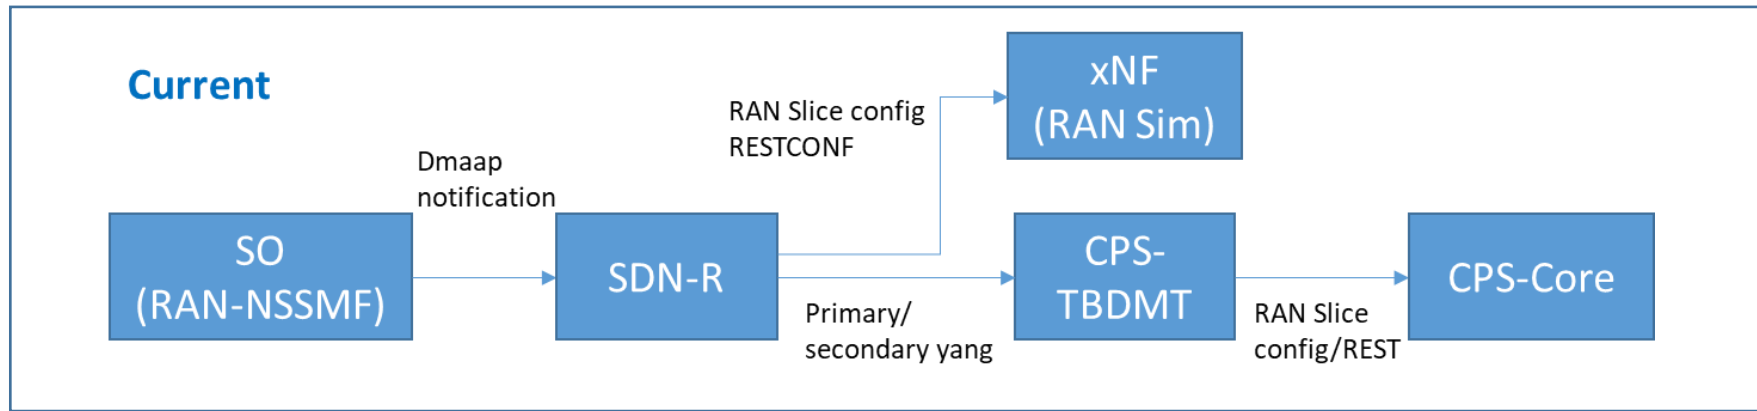 Current
SO
(RAN-NSSMF)
Dmaap
notification
SDN-R
RAN Slice config
RESTCONF
xNF
(RAN Sim)
Primary/
secondary yang
CPS-
TBDMT
RAN Slice
config/REST
CPS-Core